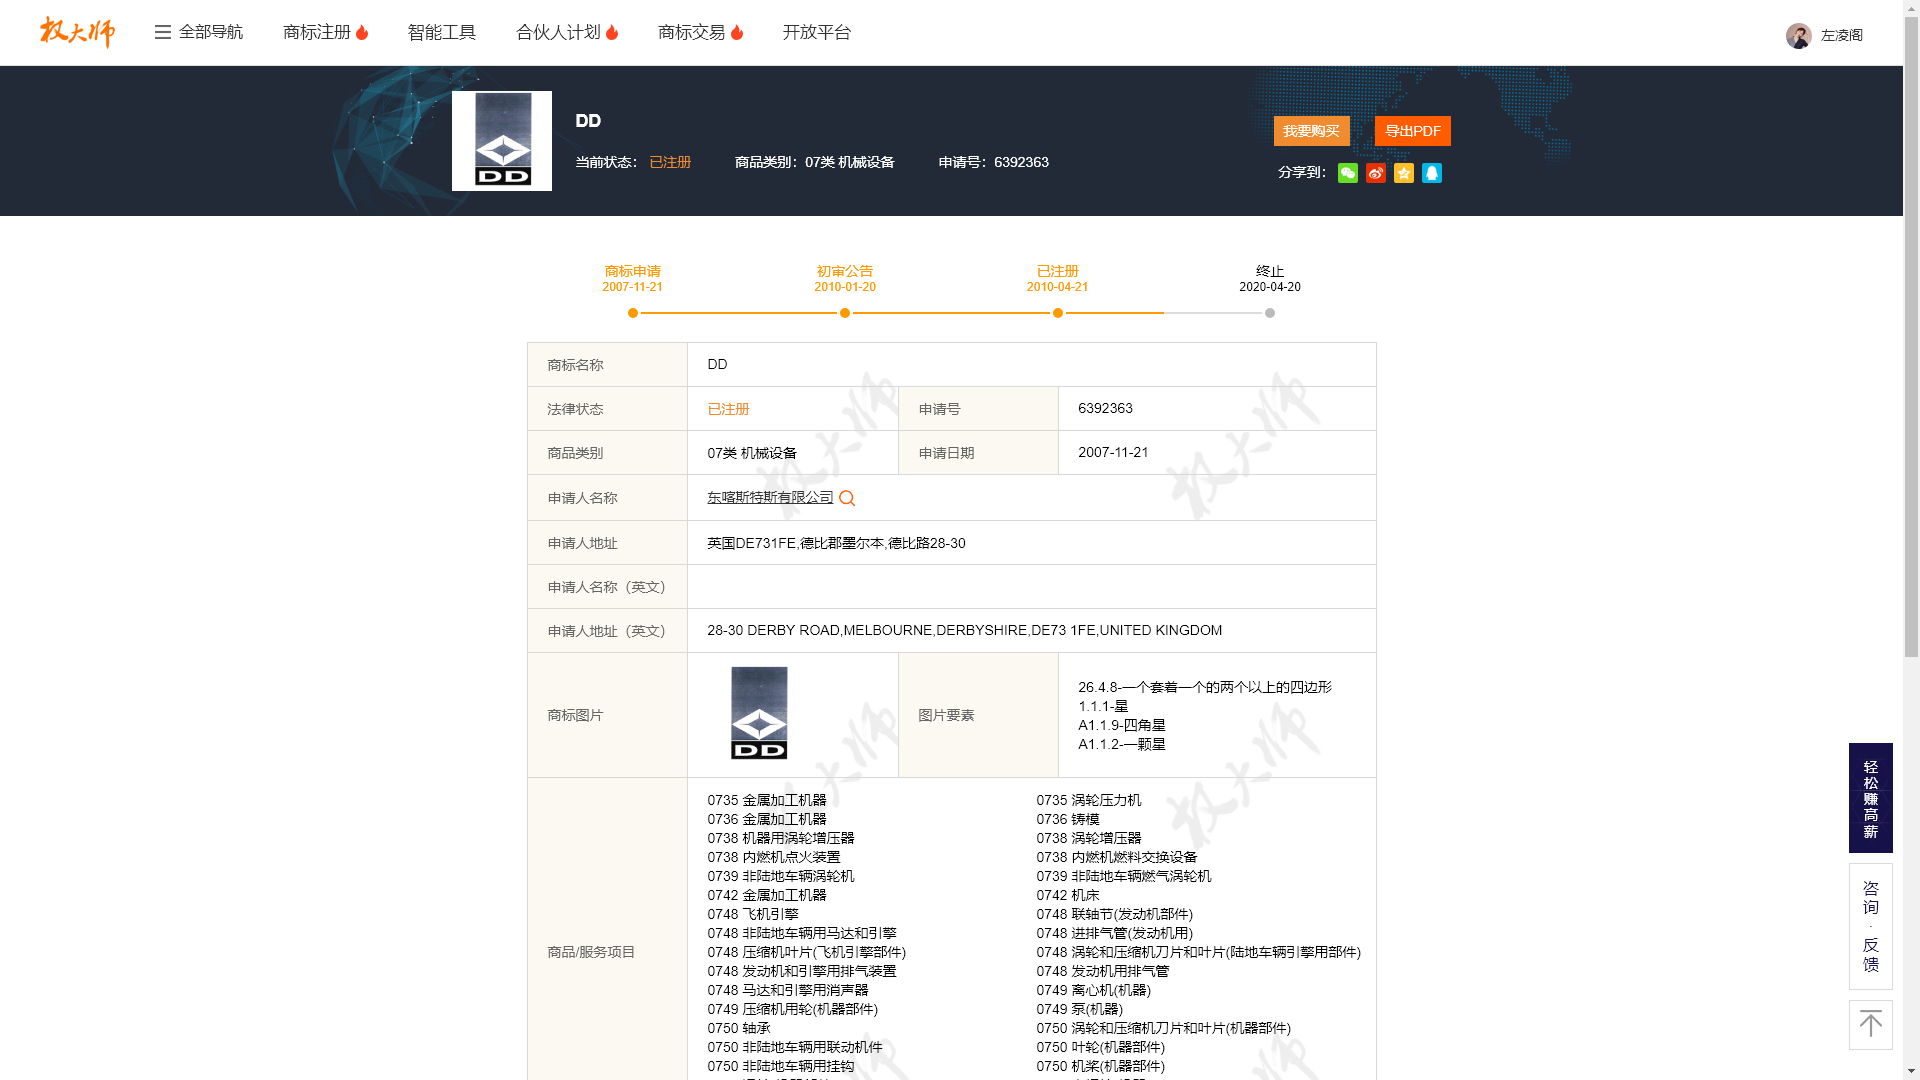 权大师
全部导航
商标注册
智能工具
合伙人计划
商标交易
开放平台
左凌阁
DD
DD
当前状态： 已注册
商品类别：07类 机械设备
申请号：6392363
我要购买
导出PDF
分享到：
商标申请
2007-11-21
初审公告
2010-01-20
已注册
2010-04-21
终止
2020-04-20
商标名称 DD
法律状态 已注册 申请号 6392363
商品类别 07类 机械设备 申请日期 2007-11-21
申请人名称 东喀斯特斯有限公司
申请人地址 英国DE731FE,德比郡墨尔本,德比路28-30
申请人名称（英文）
申请人地址（英文） 28-30 DERBY ROAD,MELBOURNE,DERBYSHIRE,DE73 1FE,UNITED KINGDOM
商标图片
DD
图片要素
26.4.8-一个套着一个的两个以上的四边形
1.1.1-星
A1.1.9-四角星
A1.1.2-一颗星
商品/服务项目
0735 金属加工机器 0735 涡轮压力机
0736 金属加工机器 0736 铸模
0738 机器用涡轮增压器 0738 涡轮增压器
0738 内燃机点火装置 0738 内燃机燃料交换设备
0739 非陆地车辆涡轮机 0739 非陆地车辆燃气涡轮机
0742 金属加工机器 0742 机床
0748 飞机引擎 0748 联轴节(发动机部件)
0748 非陆地车辆用马达和引擎 0748 进排气管(发动机用)
0748 压缩机叶片(飞机引擎部件) 0748 涡轮和压缩机刀片和叶片(陆地车辆引擎用部件)
0748 发动机和引擎用排气装置 0748 发动机用排气管
0748 马达和引擎用消声器 0749 离心机(机器)
0749 压缩机用轮(机器部件) 0749 泵(机器)
0750 轴承 0750 涡轮和压缩机刀片和叶片(机器部件)
0750 非陆地车辆用联动机件 0750 叶轮(机器部件)
0750 非陆地车辆用挂钩 0750 机桨(机器部件)
权大师
权大师
权大师
权大师
轻松赚高薪
咨询·反馈